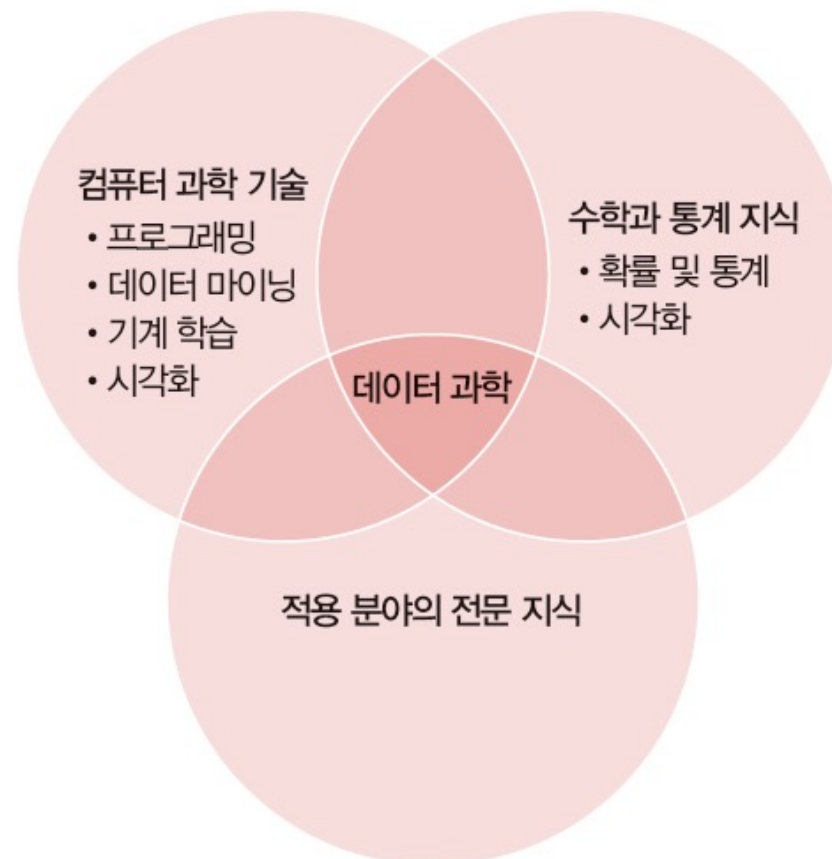 컴퓨터 과학 기술
• 프로그래밍
• 데이터 마이닝
• 기계 학습
• 시각화
수학과 통계 지식
• 확률 및 통계
• 시각화
데이터 과학
적용 분야의 전문 지식